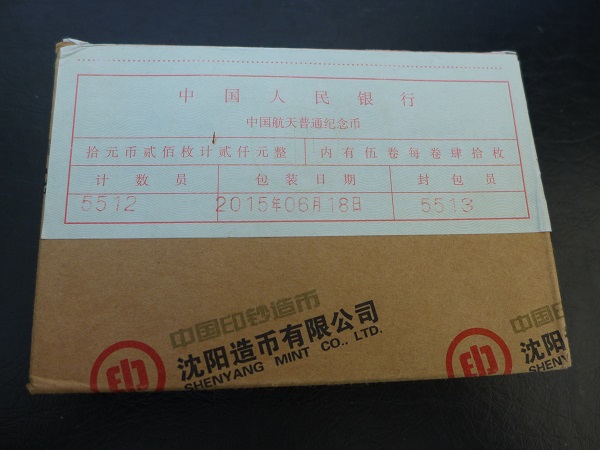 中国人民银行
中国航天普通纪念币
拾元币贰佰枚计贰仟元整 内有伍卷每卷肆拾枚
计数员 包装日期 封包员
5512 2015年06月18日 5513
中国印钞造币 中国印
沈阳造币有限公司 沈阳
SHENYANG MINT CO., LTD. SHENY